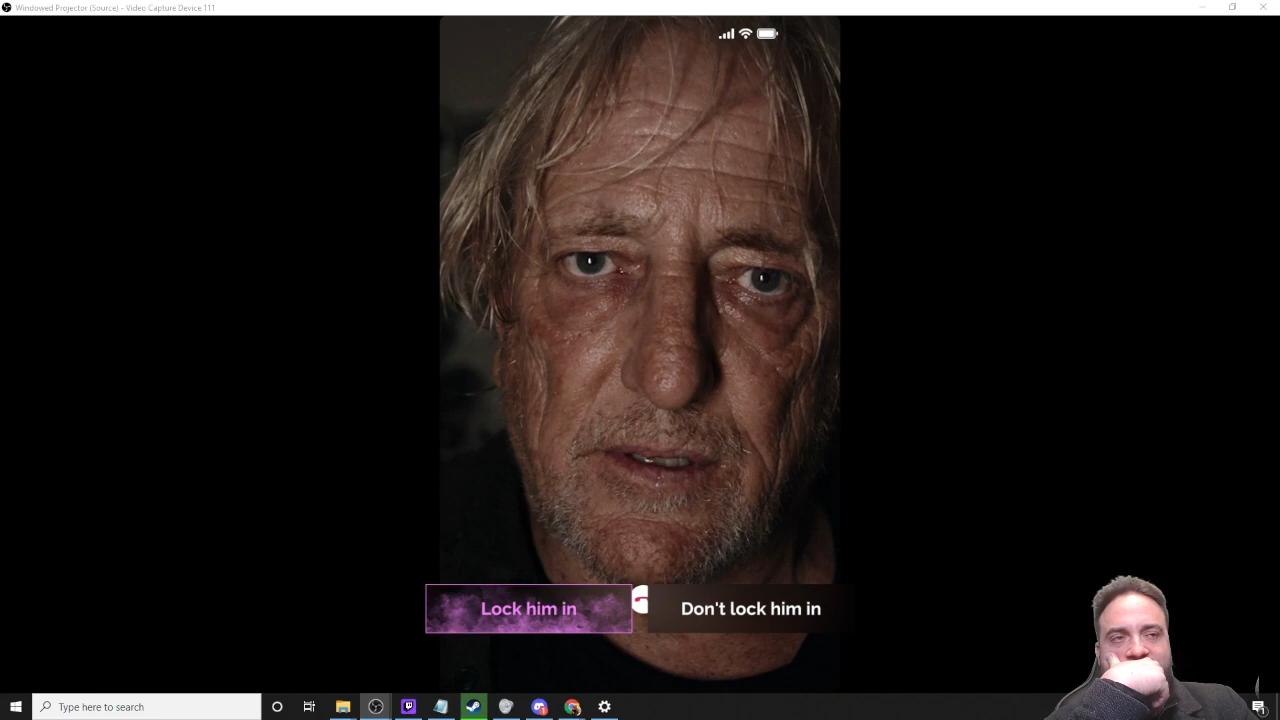 Windowed Projector (Source) - Video Capture Device 111
Lock him in
Don't lock him in
Type here to search